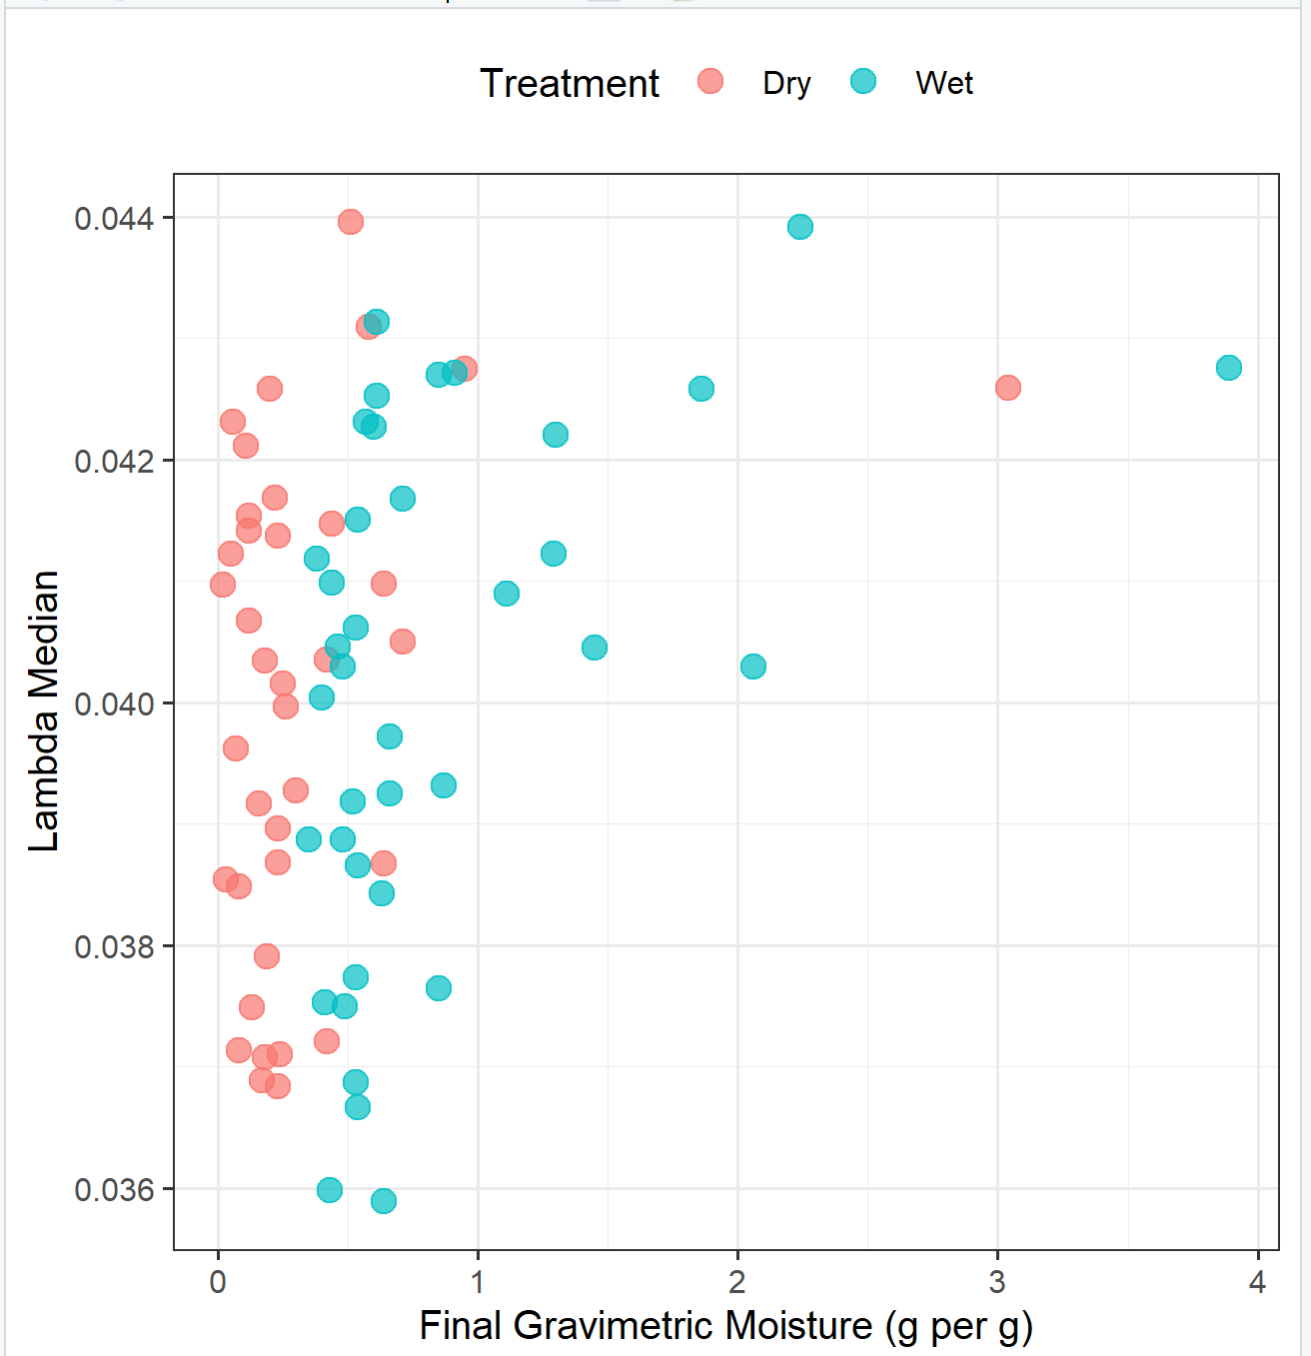 Treatment Dry Wet
0.044
0.042
0.040
0.038
0.036
Lambda Median
0 1 2 3 4
Final Gravimetric Moisture (g per g)